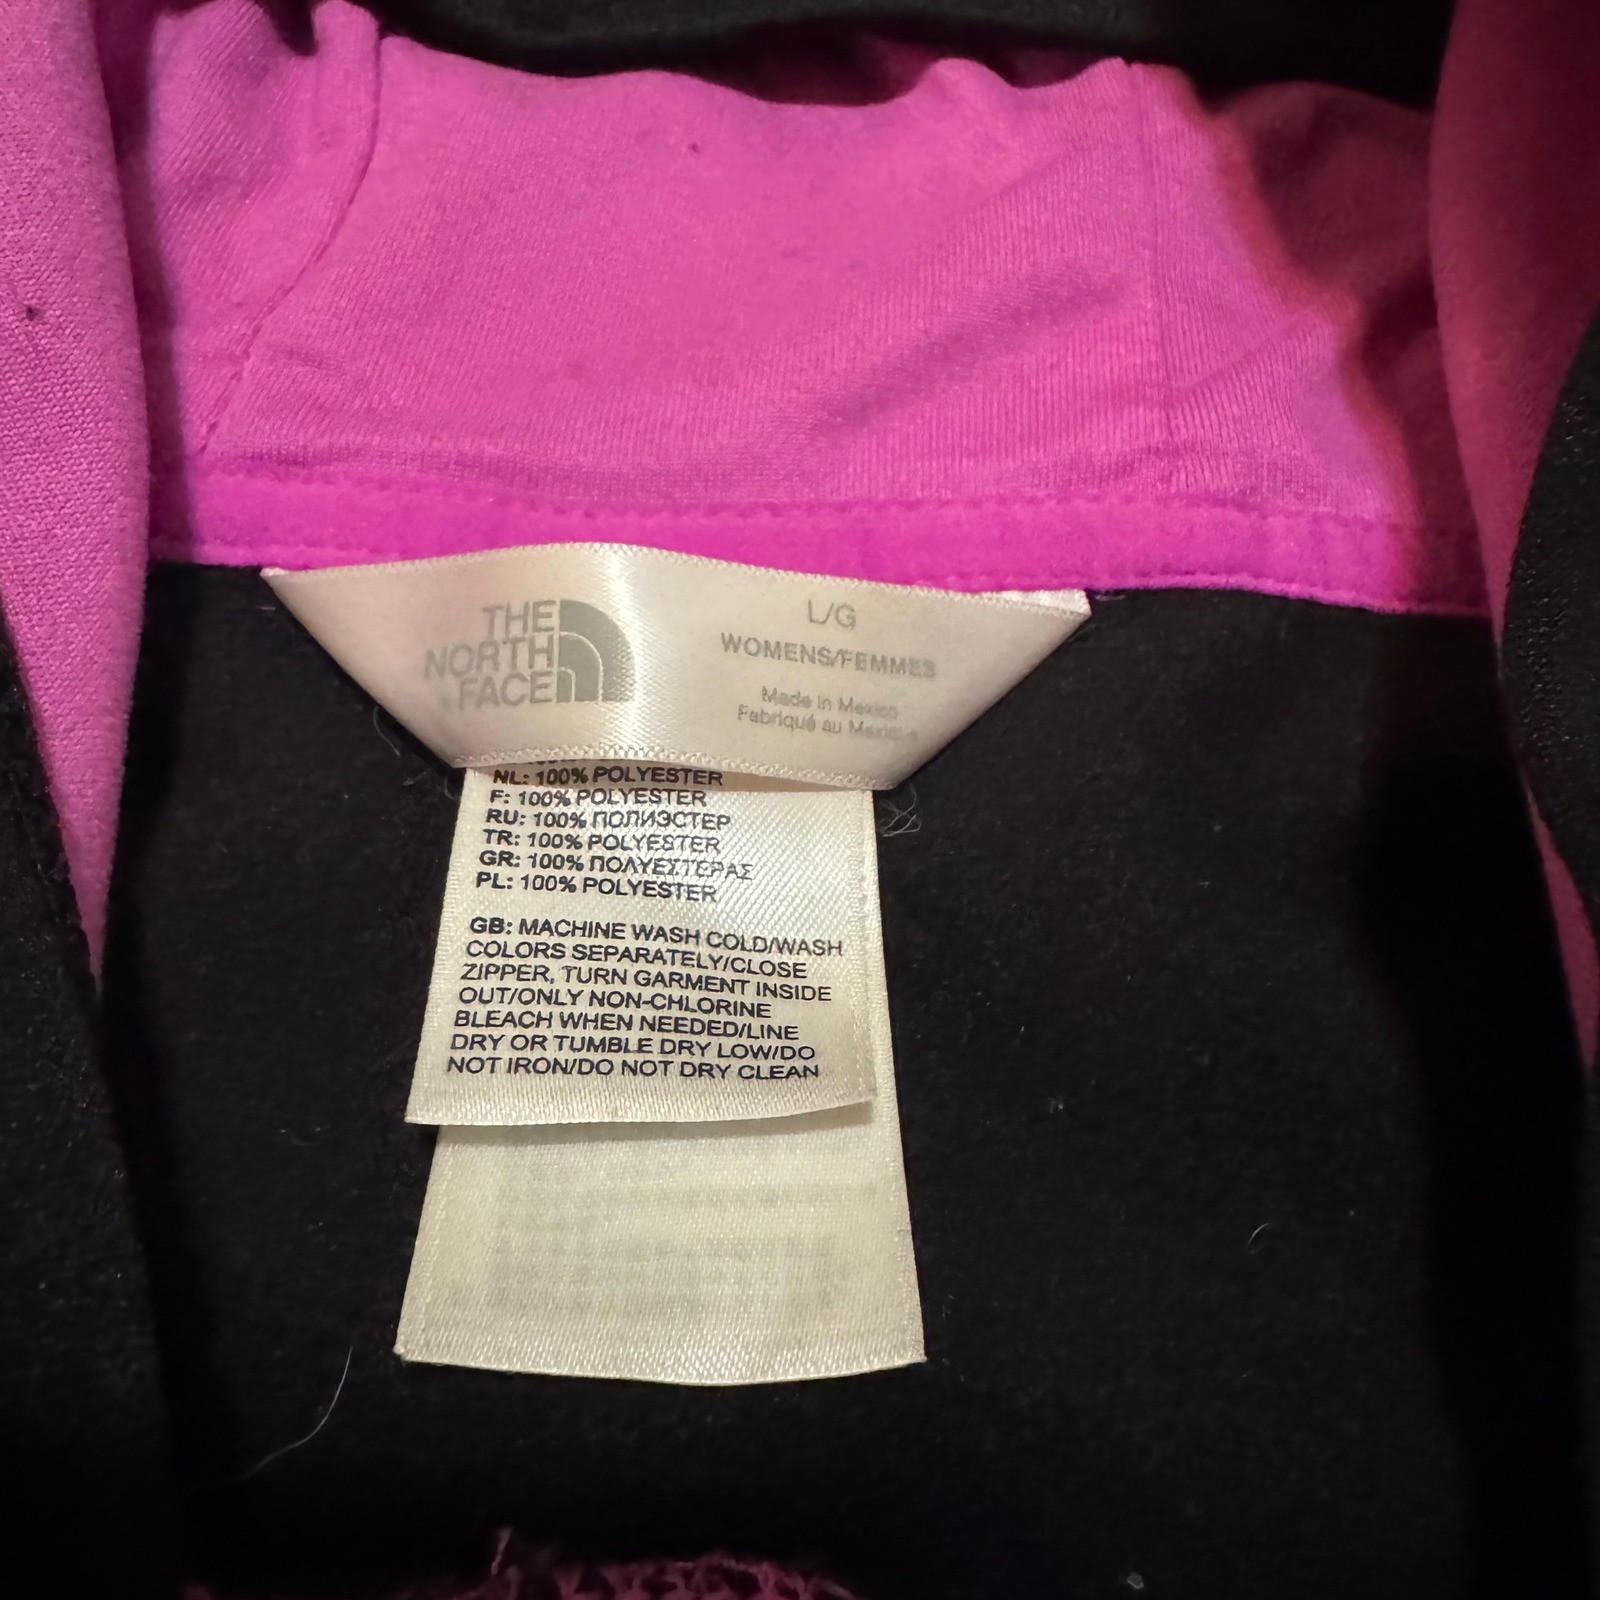 THE
NORTH
FACE
L/G
WOMENS/FEMMES
Made in Mexico
Fabriqué au
NL: 100% POLYESTER
F: 100% POLYESTER
RU: 100% ПОЛИЭСТЕР
TR: 100% POLYESTER
GR: 100% ΠΟΛΥΕΣΤΕΡΑΣ
PL: 100% POLYESTER
GB: MACHINE WASH COLD/WASH
COLORS SEPARATELY/CLOSE
ZIPPER, TURN GARMENT INSIDE
OUT/ONLY NON-CHLORINE
BLEACH WHEN NEEDED/LINE
DRY OR TUMBLE DRY LOW/DO
NOT IRON/DO NOT DRY CLEAN